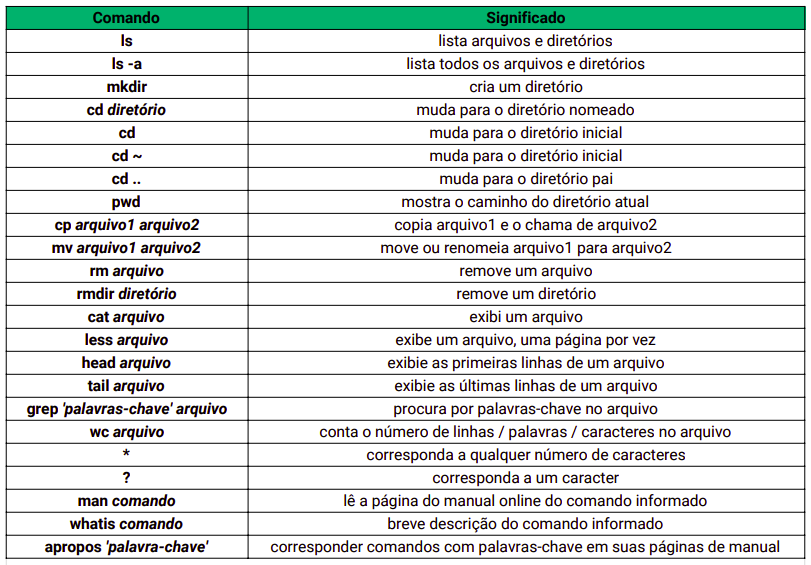 Comando Significado
ls lista arquivos e diretórios
ls -a lista todos os arquivos e diretórios
mkdir cria um diretório
cd diretório muda para o diretório nomeado
cd muda para o diretório inicial
cd ~ muda para o diretório inicial
cd .. muda para o diretório pai
pwd mostra o caminho do diretório atual
cp arquivo1 arquivo2 copia arquivo1 e o chama de arquivo2
mv arquivo1 arquivo2 move ou renomeia arquivo1 para arquivo2
rm arquivo remove um arquivo
rmdir diretório remove um diretório
cat arquivo exibi um arquivo
less arquivo exibe um arquivo, uma página por vez
head arquivo exibie as primeiras linhas de um arquivo
tail arquivo exibie as últimas linhas de um arquivo
grep 'palavras-chave' arquivo procura por palavras-chave no arquivo
wc arquivo conta o número de linhas / palavras / caracteres no arquivo
* corresponda a qualquer número de caracteres
? corresponda a um caracter
man comando lê a página do manual online do comando informado
whatis comando breve descrição do comando informado
apropos 'palavra-chave' corresponder comandos com palavras-chave em suas páginas de manual